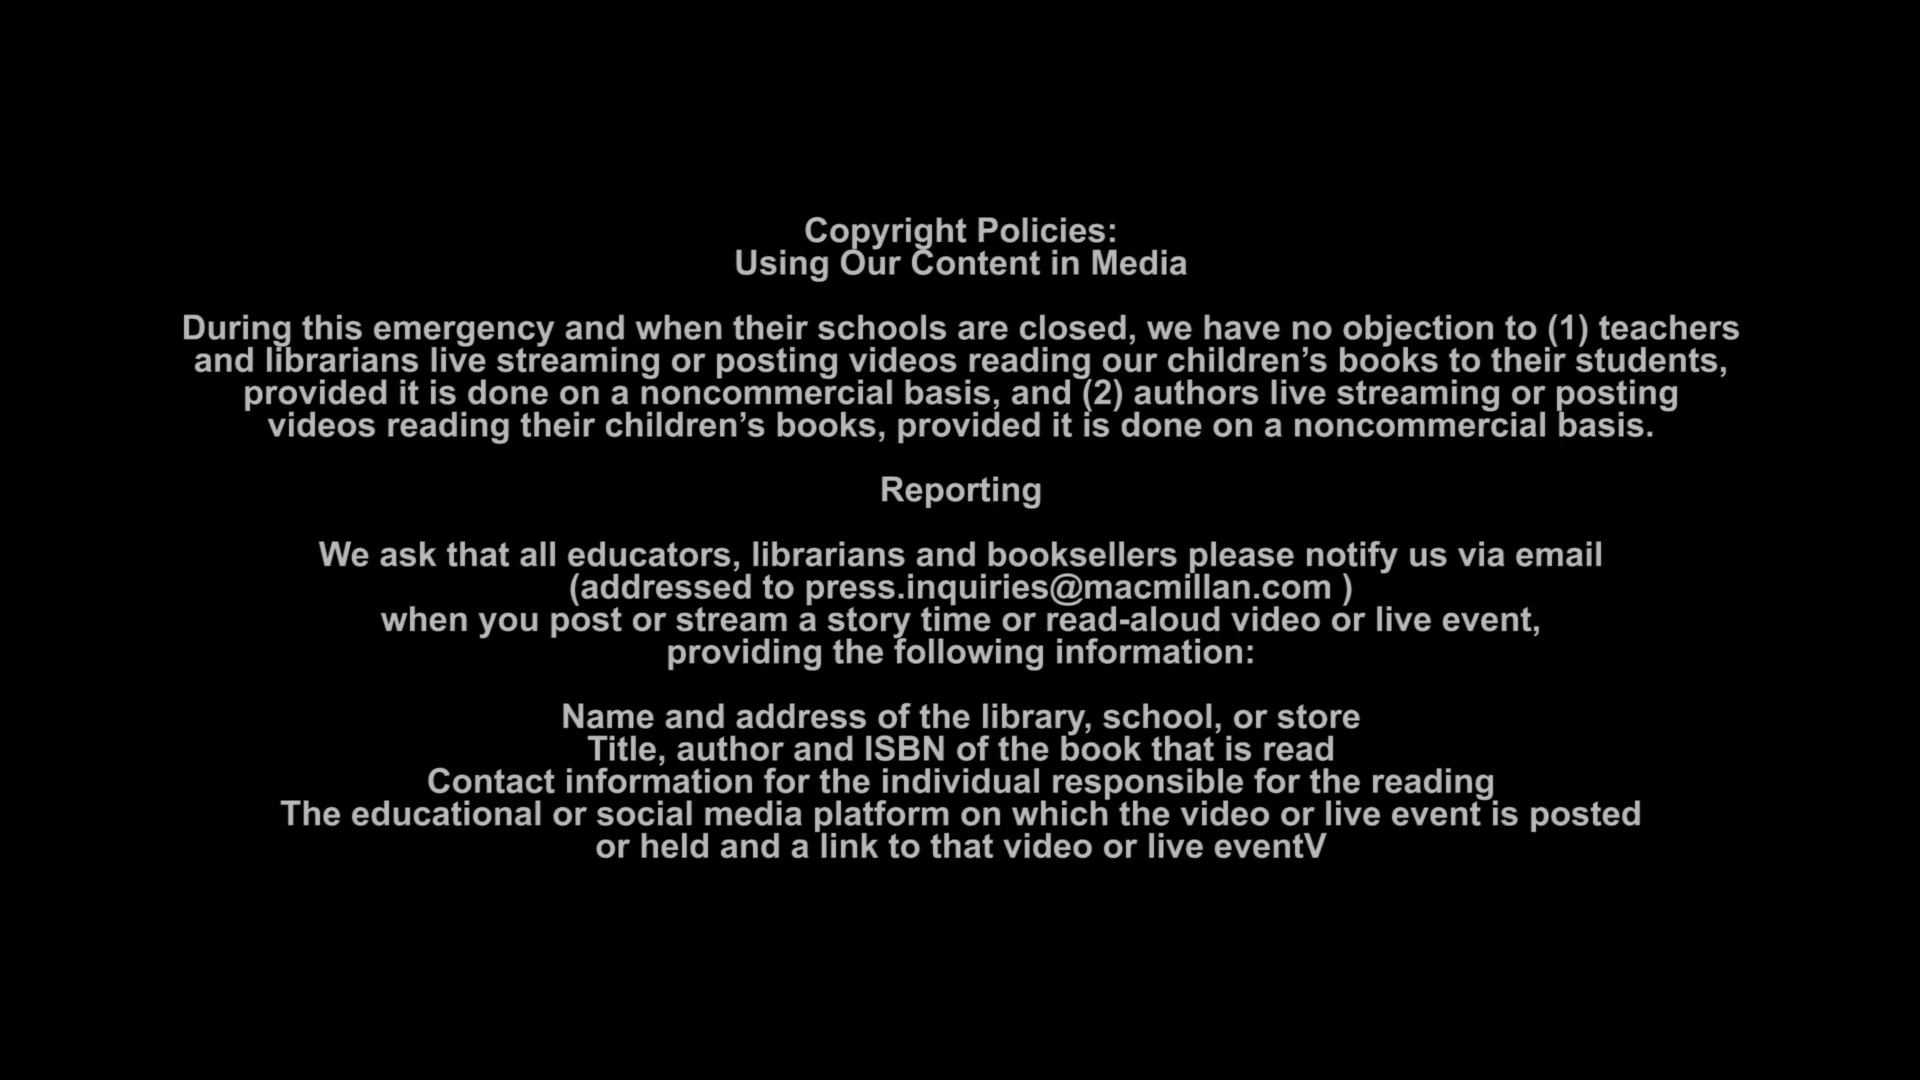 Copyright Policies:
Using Our Content in Media
During this emergency and when their schools are closed, we have no objection to (1) teachers
and librarians live streaming or posting videos reading our children’s books to their students,
provided it is done on a noncommercial basis, and (2) authors live streaming or posting
videos reading their children’s books, provided it is done on a noncommercial basis.
Reporting
We ask that all educators, librarians and booksellers please notify us via email
(addressed to press.inquiries@macmillan.com )
when you post or stream a story time or read-aloud video or live event,
providing the following information:
Name and address of the library, school, or store
Title, author and ISBN of the book that is read
Contact information for the individual responsible for the reading
The educational or social media platform on which the video or live event is posted
or held and a link to that video or live eventV